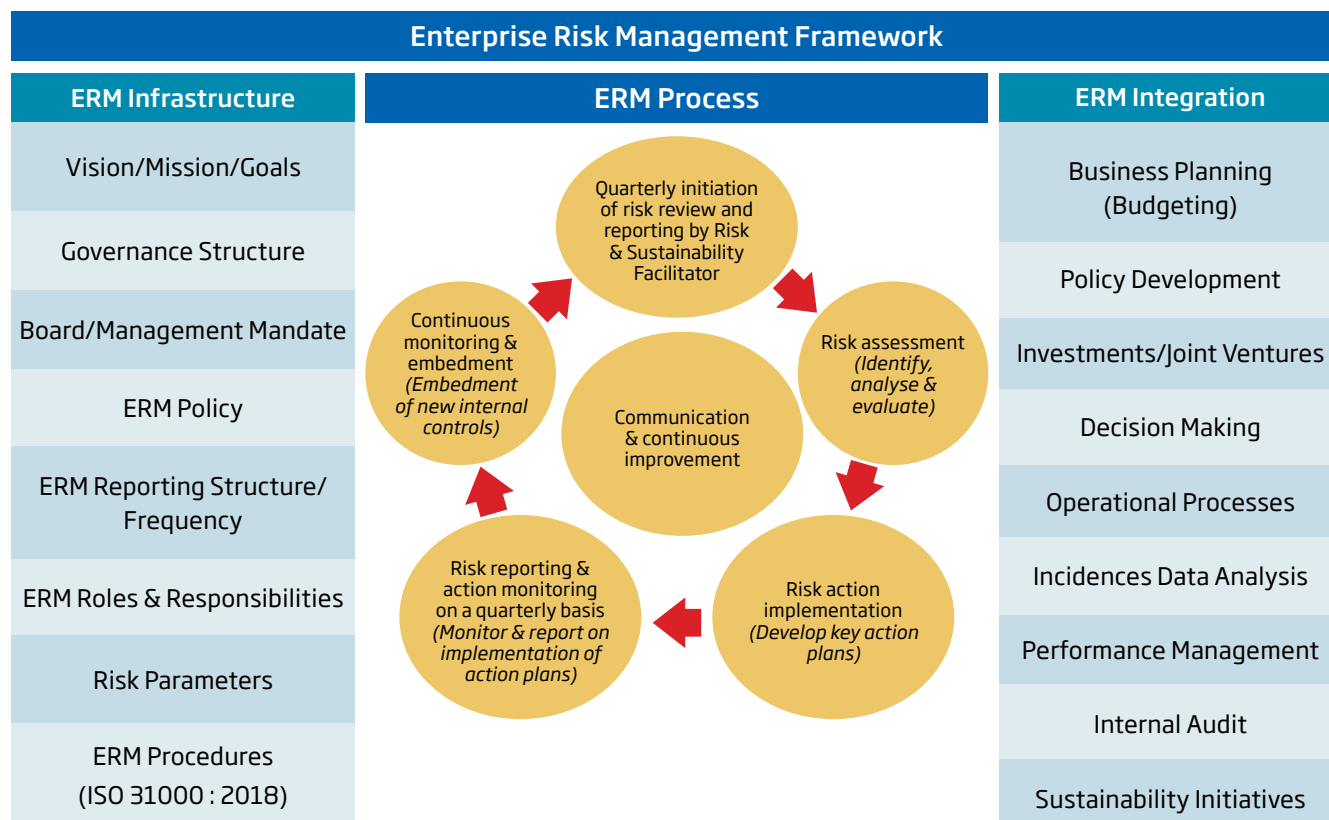 Enterprise Risk Management Framework
ERM Infrastructure
Vision/Mission/Goals
Governance Structure
Board/Management Mandate
ERM Policy
ERM Reporting Structure/
Frequency
ERM Roles & Responsibilities
Risk Parameters
ERM Procedures
(ISO 31000 : 2018)
ERM Process
Quarterly initiation
of risk review and
reporting by Risk
& Sustainability
Facilitator
Risk assessment
(Identify,
analyse &
evaluate)
Risk action
implementation
(Develop key action
plans)
Risk reporting &
action monitoring
on a quarterly basis
(Monitor & report on
implementation of
action plans)
Continuous
monitoring &
embedment
(Embedment
of new internal
controls)
Communication
& continuous
improvement
ERM Integration
Business Planning
(Budgeting)
Policy Development
Investments/Joint Ventures
Decision Making
Operational Processes
Incidences Data Analysis
Performance Management
Internal Audit
Sustainability Initiatives